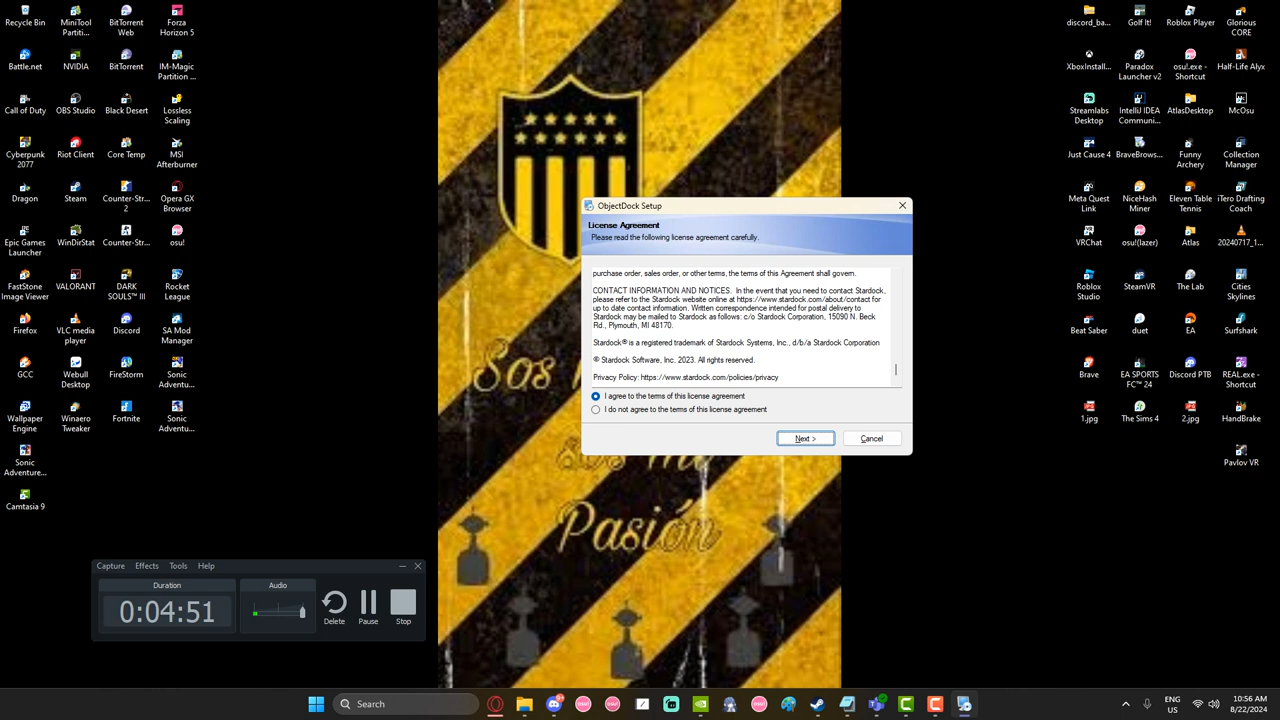 Recycle Bin
MiniTool
Partiti...
BitTorrent
Web
Forza
Horizon 5
Battle.net
NVIDIA
BitTorrent
IM-Magic
Partition ...
Call of Duty
OBS Studio
Black Desert
Lossless
Scaling
Cyberpunk
2077
Riot Client
Core Temp
MSI
Afterburner
Dragon
Steam
Counter-Str...
2
Opera GX
Browser
Epic Games
Launcher
WinDirStat
Counter-Str...
osu!
FastStone
Image Viewer
VALORANT
DARK
SOULS™ III
Rocket
League
Firefox
VLC media
player
Discord
SA Mod
Manager
GCC
Webull
Desktop
FireStorm
Sonic
Adventu...
Wallpaper
Engine
Winaero
Tweaker
Fortnite
Sonic
Adventu...
Sonic
Adventure...
Camtasia 9
discord_ba...
Golf It!
Roblox Player
Glorious
CORE
XboxInstall...
Paradox
Launcher v2
osu!.exe -
Shortcut
Half-Life Alyx
Streamlabs
Desktop
IntelliJ IDEA
Communi...
AtlasDesktop
McOsu
Just Cause 4
BraveBrows...
Funny
Archery
Collection
Manager
Meta Quest
Link
NiceHash
Miner
Eleven Table
Tennis
iTero Drafting
Coach
VRChat
osu!(lazer)
Atlas
20240717_1...
Roblox
Studio
SteamVR
The Lab
Cities
Skylines
Beat Saber
duet
EA
Surfshark
Brave
EA SPORTS
FC™ 24
Discord PTB
REAL.exe -
Shortcut
1.jpg
The Sims 4
2.jpg
HandBrake
Pavlov VR
Sos
Pasión
ObjectDock Setup
License Agreement
Please read the following license agreement carefully.
purchase order, sales order, or other terms, the terms of this Agreement shall govern.
CONTACT INFORMATION AND NOTICES. In the event that you need to contact Stardock,
please refer to the Stardock website online at https://www.stardock.com/about/contact for
up to date contact information. Written correspondence intended for postal delivery to
Stardock may be mailed to Stardock as follows: c/o Stardock Corporation, 15090 N. Beck
Rd., Plymouth, MI 48170.
Stardock® is a registered trademark of Stardock Systems, Inc., d/b/a Stardock Corporation
® Stardock Software, Inc. 2023. All rights reserved.
Privacy Policy: https://www.stardock.com/policies/privacy
I agree to the terms of this license agreement
I do not agree to the terms of this license agreement
Next >
Cancel
Capture Effects Tools Help
Duration
0:04:51
Audio
Delete
Pause
Stop
Search
ENG
US
10:56 AM
8/22/2024